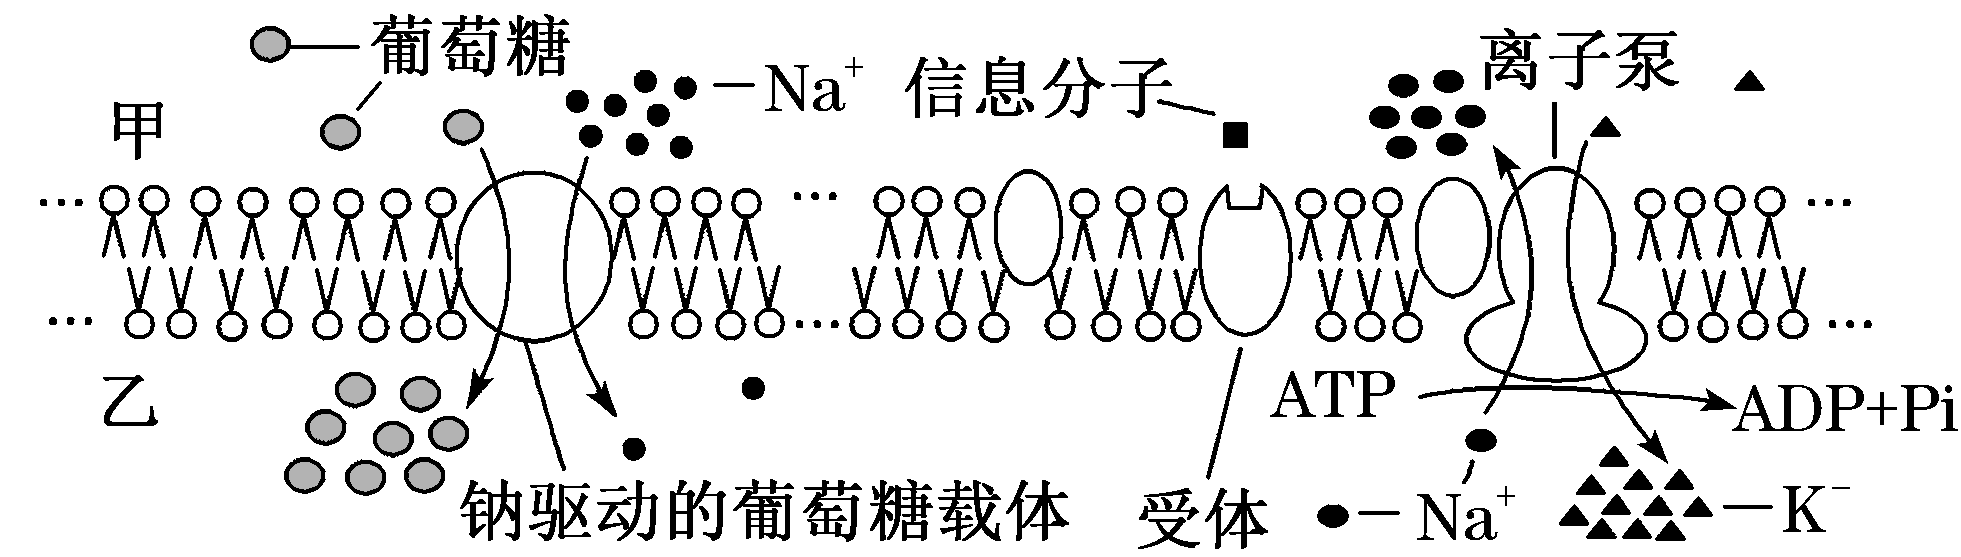 葡萄糖
Na⁺
信息分子
离子泵
甲
…
…
…
…
…
…
乙
ATP
ADP+Pi
钠驱动的葡萄糖载体
受体
Na⁺
K⁻